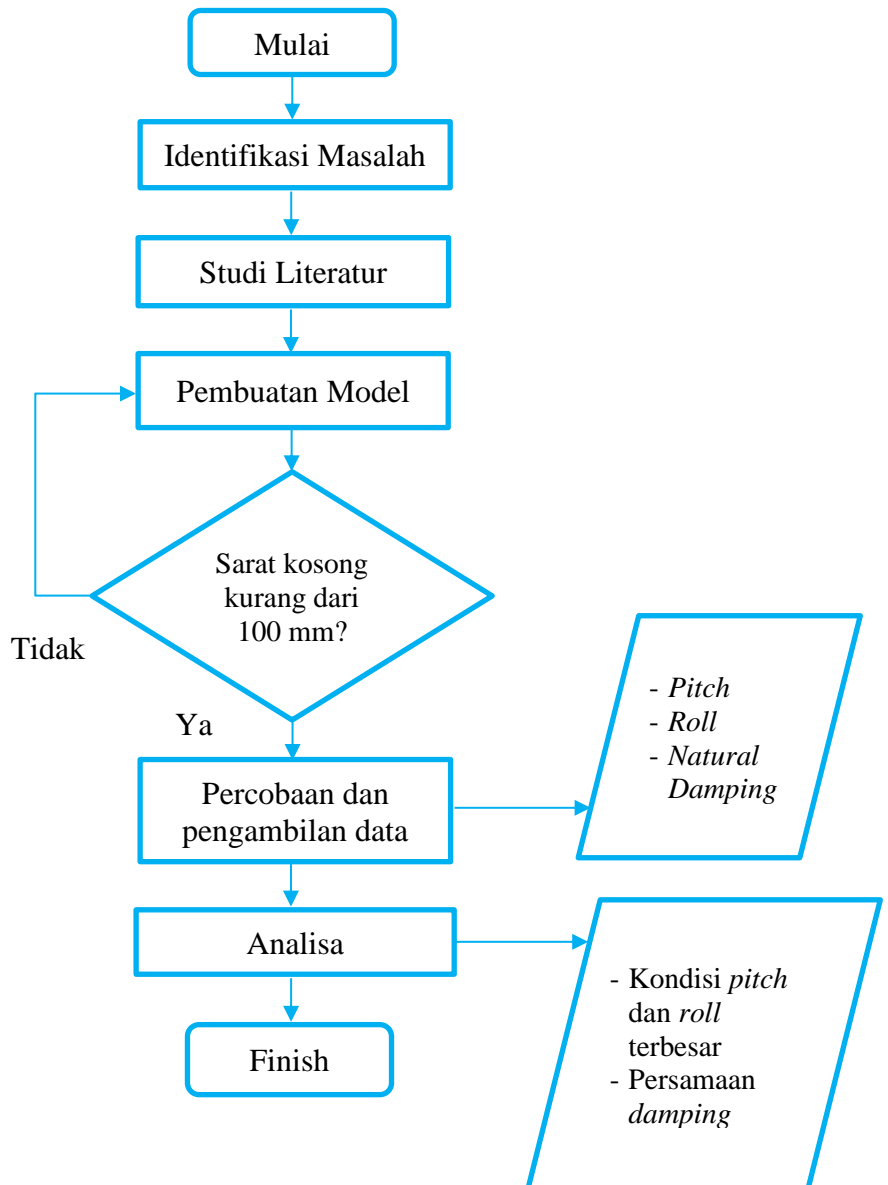 Mulai
Identifikasi Masalah
Studi Literatur
Pembuatan Model
Sarat kosong
kurang dari
100 mm?
Tidak
Ya
Percobaan dan
pengambilan data
- Pitch
- Roll
- Natural
Damping
Analisa
- Kondisi pitch
dan roll
terbesar
- Persamaan
damping
Finish